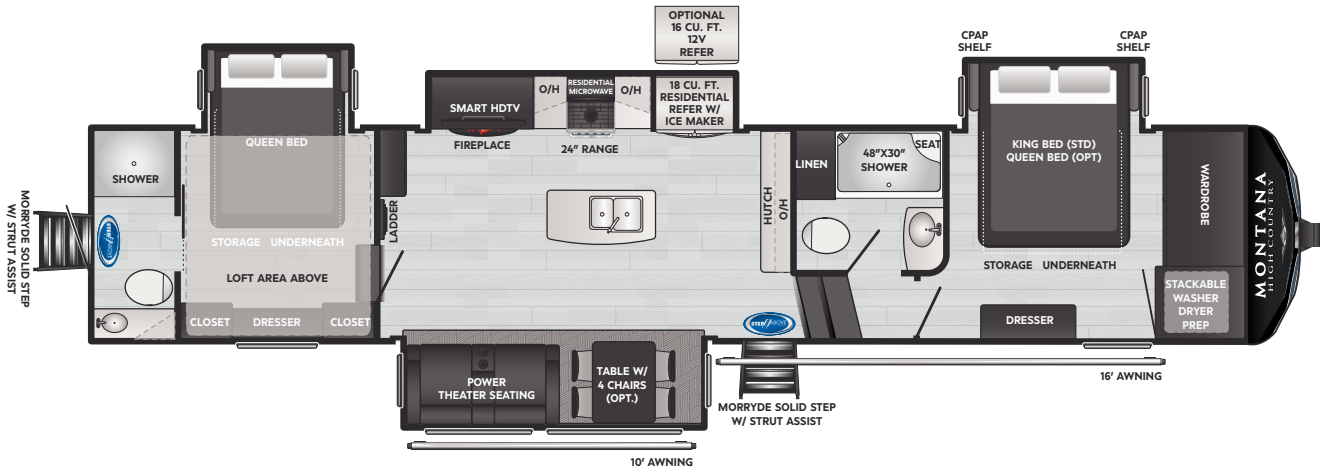 OPTIONAL
16 CU. FT.
12V
REFER
CPAP
SHELF
CPAP
SHELF
O/H
RESIDENTIAL
MICROWAVE
O/H
18 CU. FT.
RESIDENTIAL
REFER W/
ICE MAKER
SMART HDTV
FIREPLACE
24" RANGE
QUEEN BED
SHOWER
LADDER
STORAGE UNDERNEATH
LOFT AREA ABOVE
CLOSET
DRESSER
CLOSET
MORRYDE SOLID STEP
W/ STRUT ASSIST
STEP ABOVE
HUTCH
O/H
LINEN
48"X30"
SHOWER
SEAT
KING BED (STD)
QUEEN BED (OPT)
STORAGE UNDERNEATH
WARDROBE
STACKABLE
WASHER
DRYER
PREP
DRESSER
MONTANA
HIGH COUNTRY
STEP ABOVE
POWER
THEATER SEATING
TABLE W/
4 CHAIRS
(OPT.)
MORRYDE SOLID STEP
W/ STRUT ASSIST
16' AWNING
10' AWNING